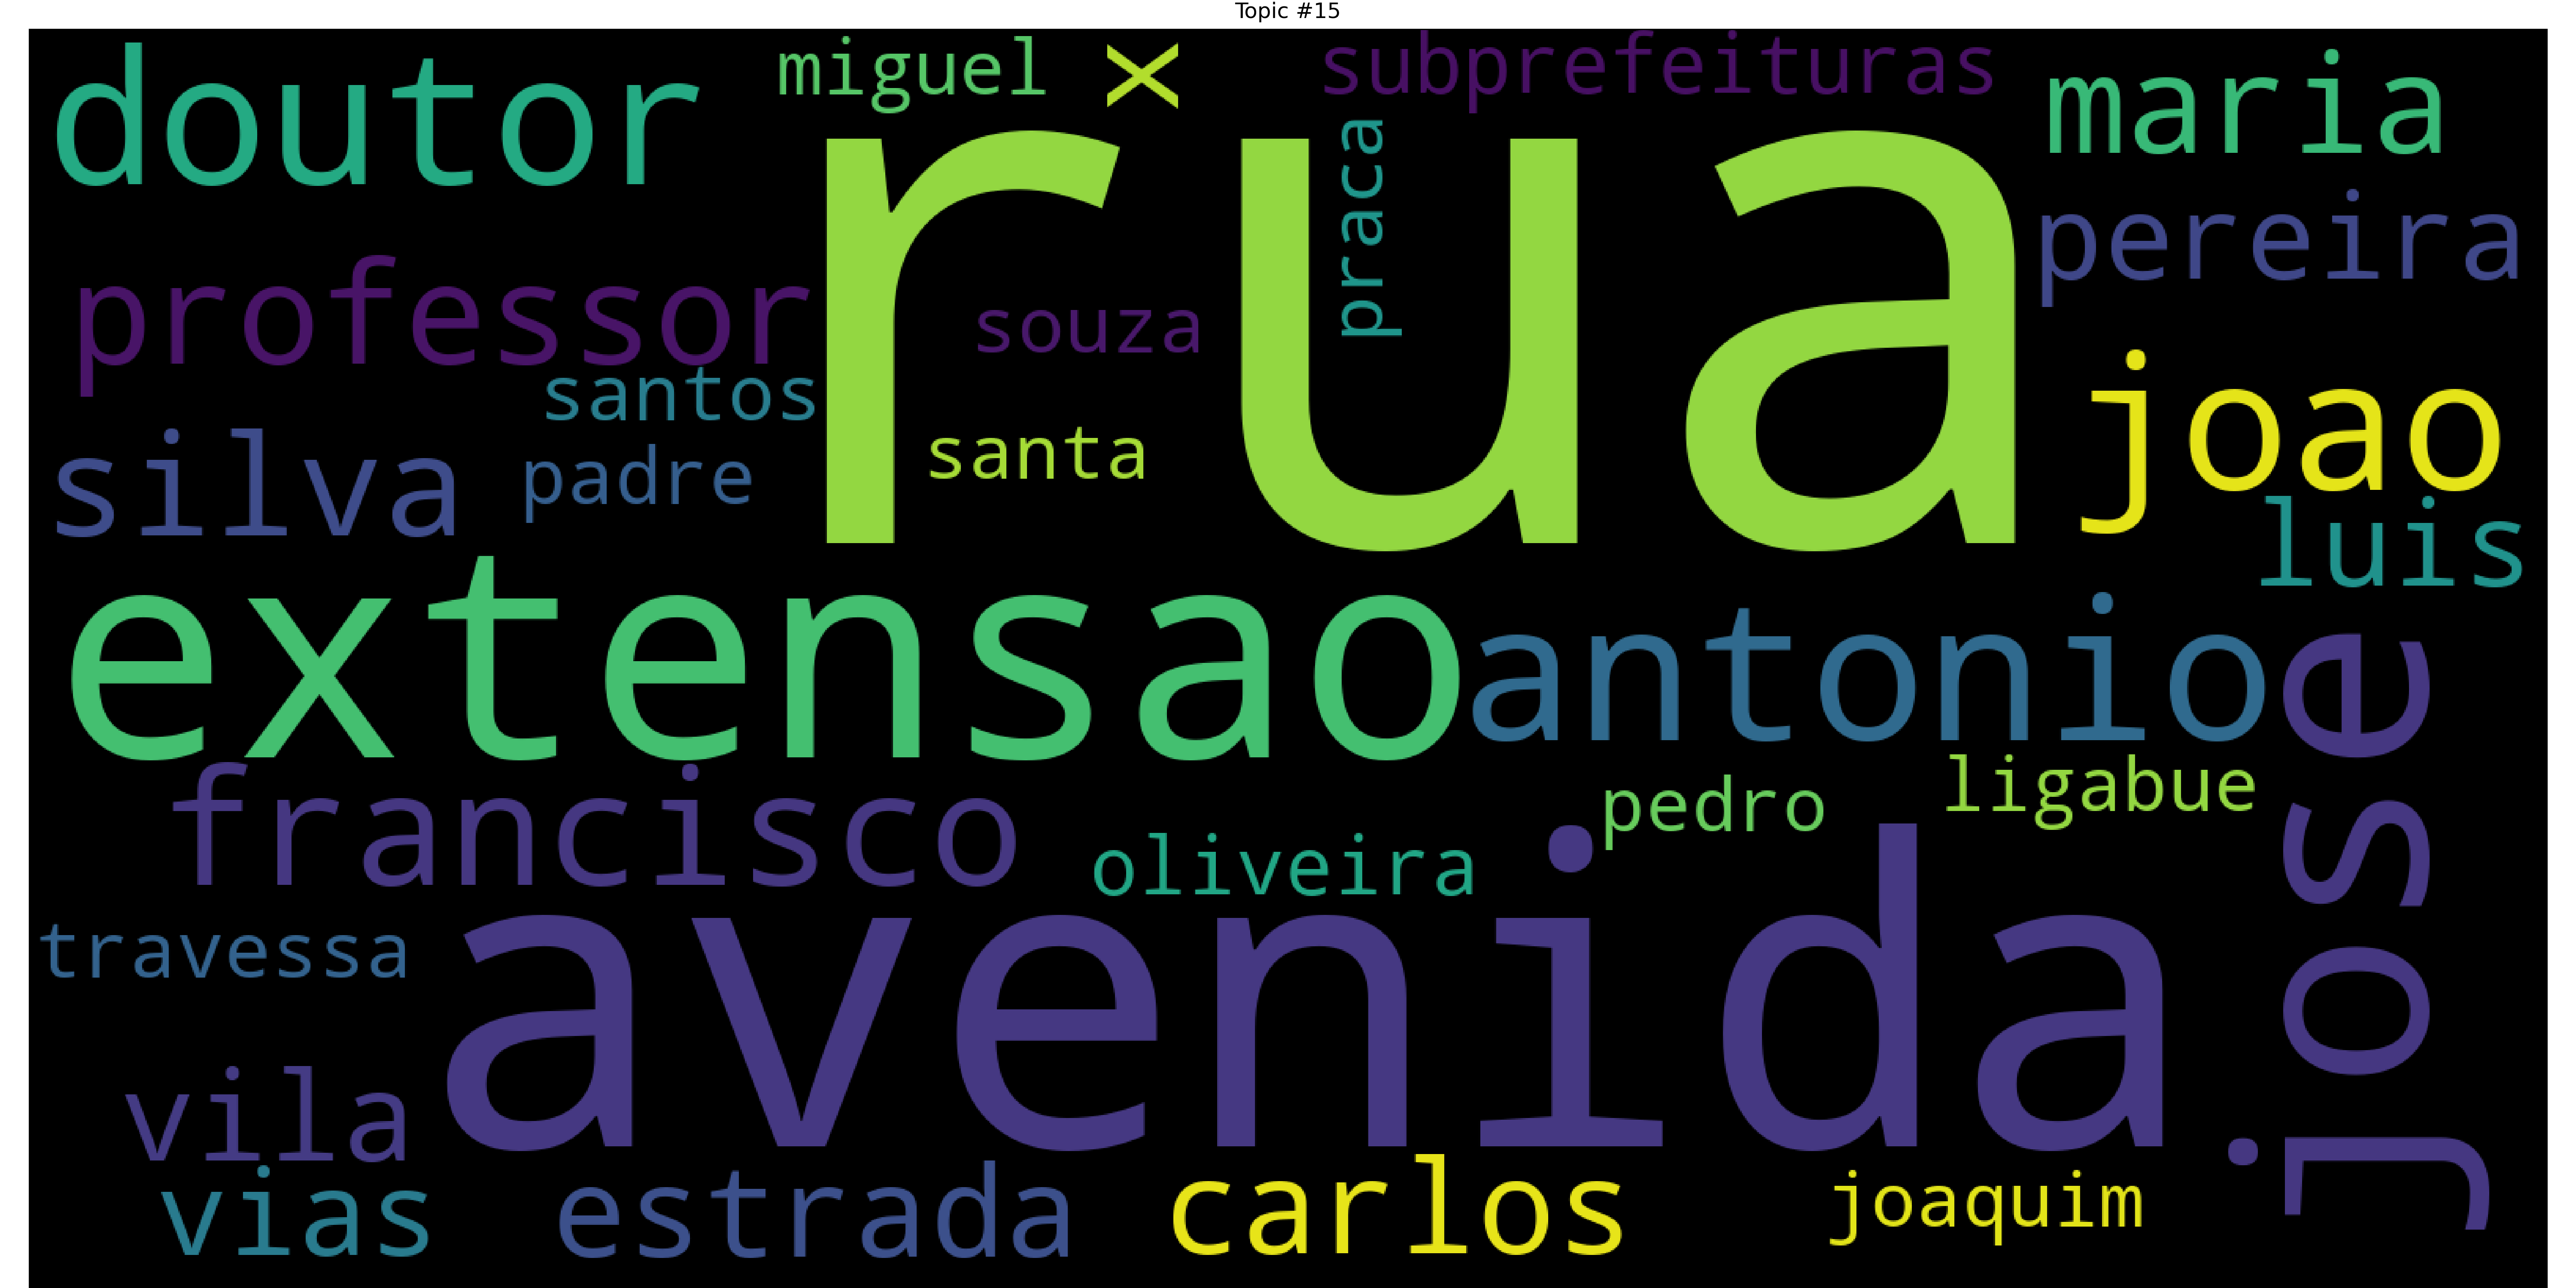 Topic #15
doutor
miguel
x
subprefeituras
maria
rua
praca
pereira
professor
souza
santos
joao
silva
padre
santa
luis
extensao
antonio
jose
francisco
pedro
ligabue
oliveira
avenida
travessa
vila
vias
estrada
carlos
joaquim